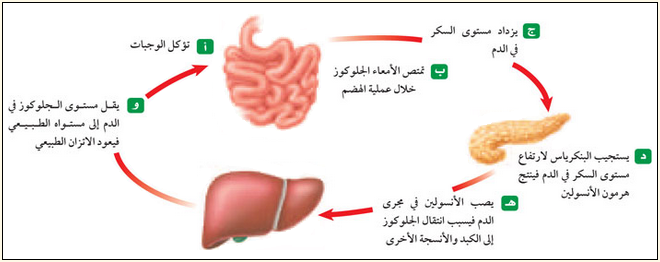 أ تؤكل الوجبات
ب تمتص الأمعاء الجلوكوز
خلال عملية الهضم
ج يزداد مستوى السكر
في الدم
د يستجيب البنكرياس لارتفاع
مستوى السكر في الدم فينتج
هرمون الأنسولين
هـ يصب الأنسولين في مجرى
الدم فيسبب انتقال الجلوكوز
إلى الكبد والأنسجة الأخرى
و يقل مستوى الجلوكوز في
الدم إلى مستواه الطبيعي
فيعود الاتزان الطبيعي